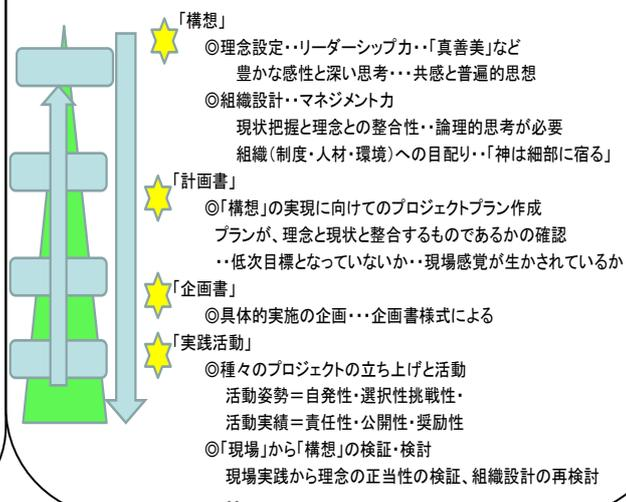 「構想」
◎理念設定・・リーダーシップ力・・「真善美」など
豊かな感性と深い思考・・・共感と普遍的思想
◎組織設計・・マネジメント力
現状把握と理念との整合性・・論理的思考が必要
組織(制度・人材・環境)への目配り・・「神は細部に宿る」
「計画書」
◎「構想」の実現に向けてのプロジェクトプラン作成
プランが、理念と現状と整合するものであるかの確認
・・低次目標となっていないか・・現場感覚が生かされているか
「企画書」
◎具体的実施の企画・・・企画書様式による
「実践活動」
◎種々のプロジェクトの立ち上げと活動
活動姿勢=自発性・選択性挑戦性・
活動実績=責任性・公開性・奨励性
◎「現場」から「構想」の検証・検討
現場実践から理念の正当性の検証、組織設計の再検討